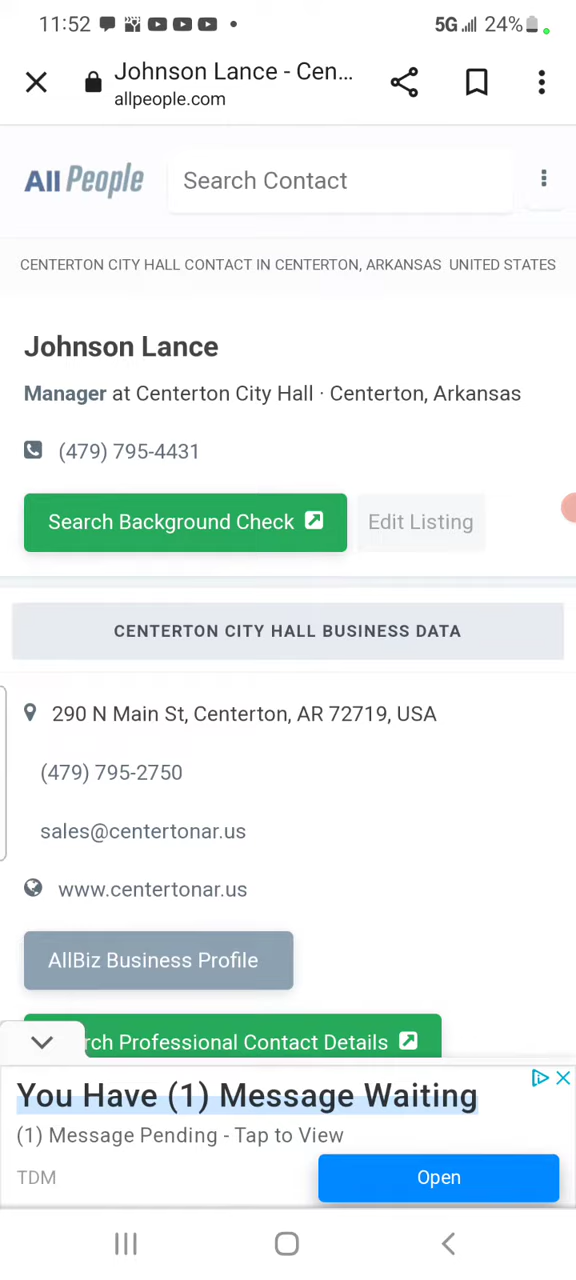 11:52
5G 24%
Johnson Lance - Cen...
allpeople.com
All People
Search Contact
CENTERTON CITY HALL CONTACT IN CENTERTON, ARKANSAS UNITED STATES
Johnson Lance
Manager at Centerton City Hall · Centerton, Arkansas
(479) 795-4431
Search Background Check
Edit Listing
CENTERTON CITY HALL BUSINESS DATA
290 N Main St, Centerton, AR 72719, USA
(479) 795-2750
sales@centertonar.us
www.centertonar.us
AllBiz Business Profile
rch Professional Contact Details
You Have (1) Message Waiting
(1) Message Pending - Tap to View
TDM
Open